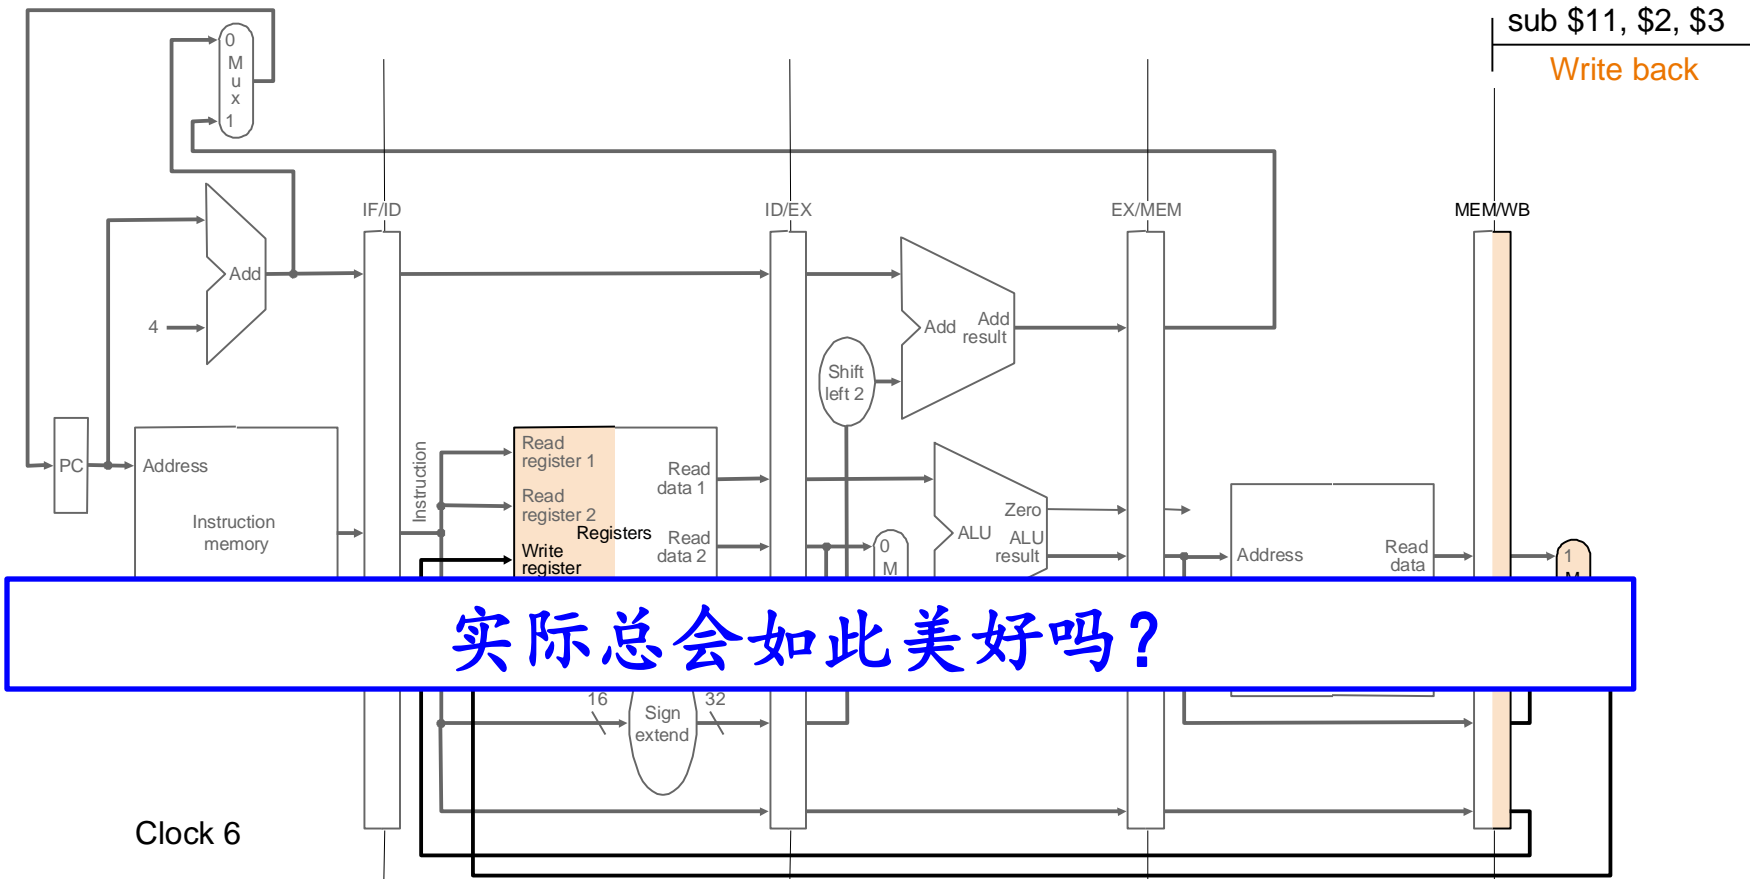 sub $11, $2, $3
Write back
0
M
u
x
1
IF/ID
ID/EX
EX/MEM
MEM/WB
Add
4
Add
Add
result
Shift
left 2
PC
Address
Instruction
memory
Instruction
Read
register 1
Read
register 2
Registers
Write
register
Read
data 1
Read
data 2
0
M
Zero
ALU
ALU
result
Address
Read
data
1
M
实际总会如此美好吗?
16
Sign
extend
32
Clock 6